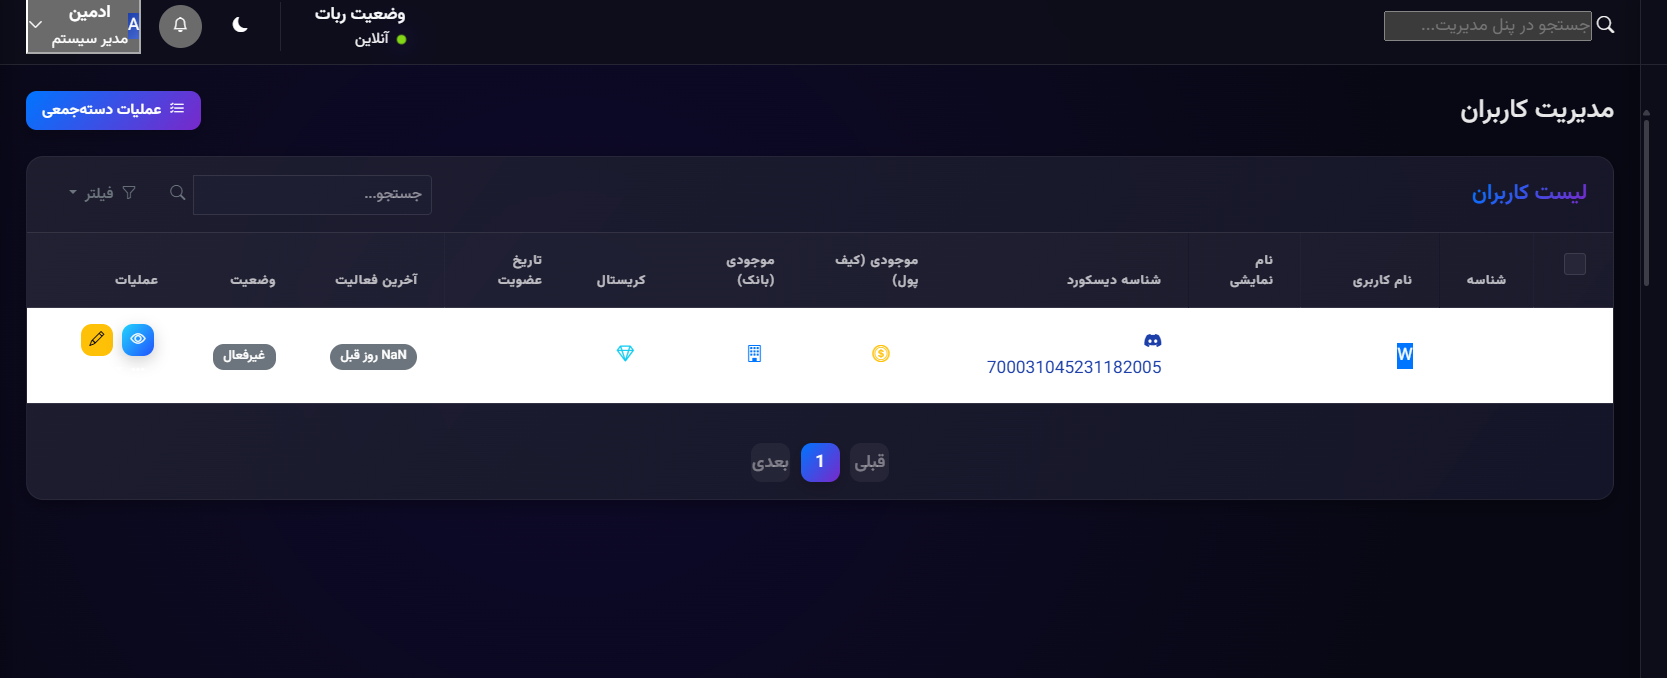 جستجو در پنل مدیریت...
وضعیت ربات
آنلاین
A
ادمین
مدیر سیستم
مدیریت کاربران
عملیات دسته‌جمعی
لیست کاربران
جستجو...
فیلتر
شناسه
نام کاربری
نام
نمایشی
شناسه دیسکورد
موجودی (کیف
پول)
موجودی
(بانک)
کریستال
تاریخ
عضویت
آخرین فعالیت
وضعیت
عملیات
W
700031045231182005
NaN روز قبل
غیرفعال
قبلی
1
بعدی